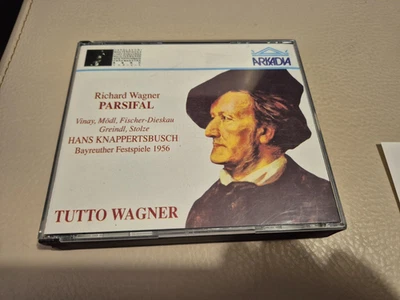 ARKADIA
Richard Wagner
PARSIFAL
Vinay, Mödl, Fischer-Dieskau
Greindl, Stolze
HANS KNAPPERTSBUSCH
Bayreuther Festspiele 1956
TUTTO WAGNER